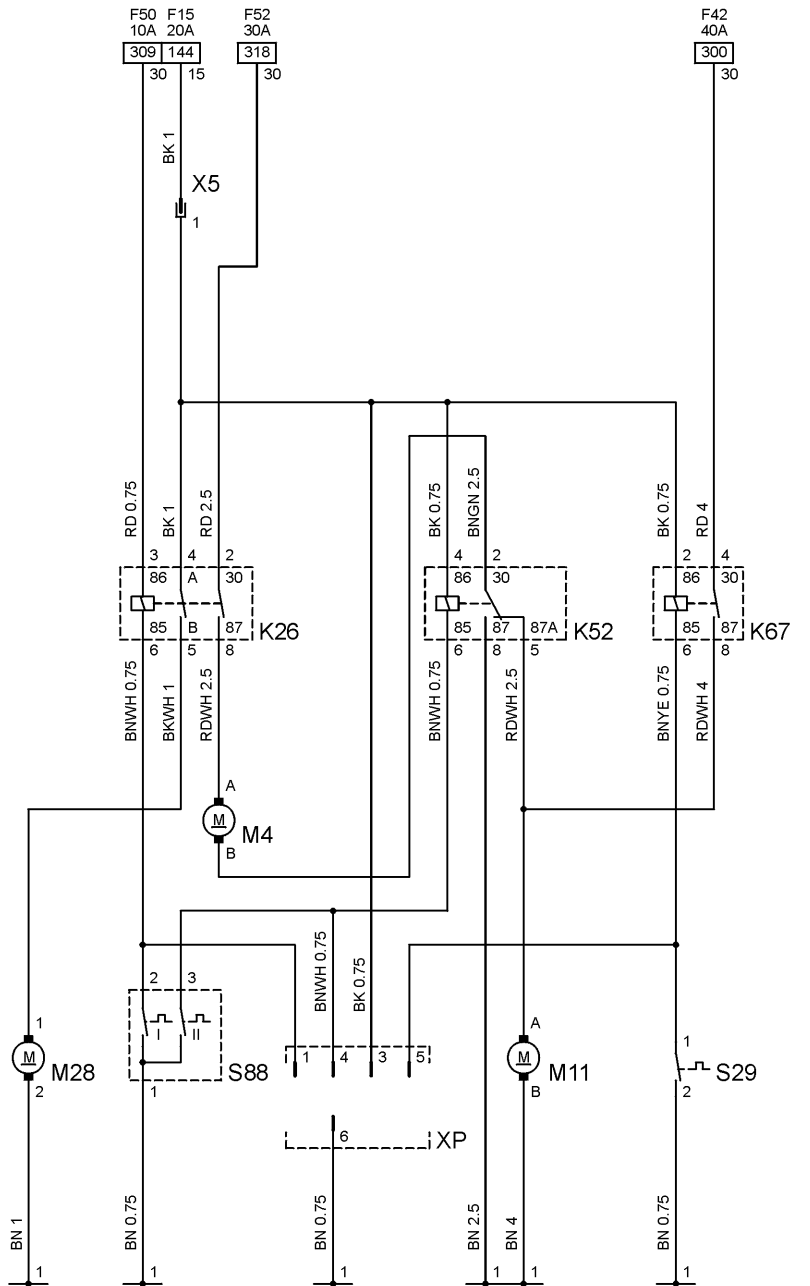 F50 F15 F52 F42
10A 20A 30A 40A
309 144 318 300
30 15 30 30
BK 1
X5
1
RD 0.75 BK 1 RD 2.5 BK 0.75 BNGN 2.5 BK 0.75 RD 4
3 4 2 4 2 2 4
86 A 30 86 30 86 30
85 B 87 85 87 87A 85 87
K26 K52 K67
6 5 8 6 8 5 6 8
BNWH 0.75 BKWH 1 RDWH 2.5 BNWH 0.75 RDWH 2.5 BNYE 0.75 RDWH 4
A
M M4
B
BNWH 0.75 BK 0.75
2 3
I II
1 A 1
M M28 S88 1 4 3 5 M M11 S29
2 1 B 2
6 XP
BN 1 BN 0.75 BN 0.75 BN 2.5 BN 4 BN 0.75
1 1 1 1 1 1